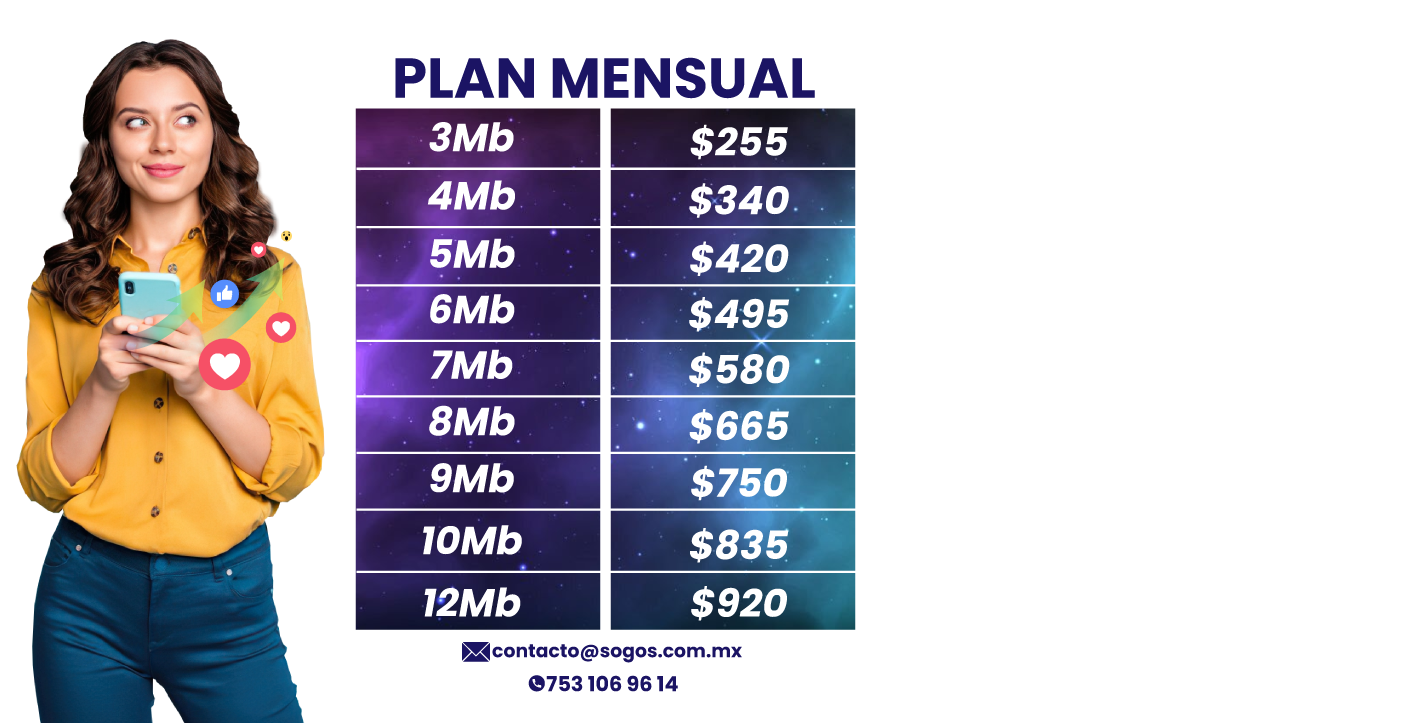 PLAN MENSUAL
3Mb $255
4Mb $340
5Mb $420
6Mb $495
7Mb $580
8Mb $665
9Mb $750
10Mb $835
12Mb $920
contacto@sogos.com.mx
753 106 96 14